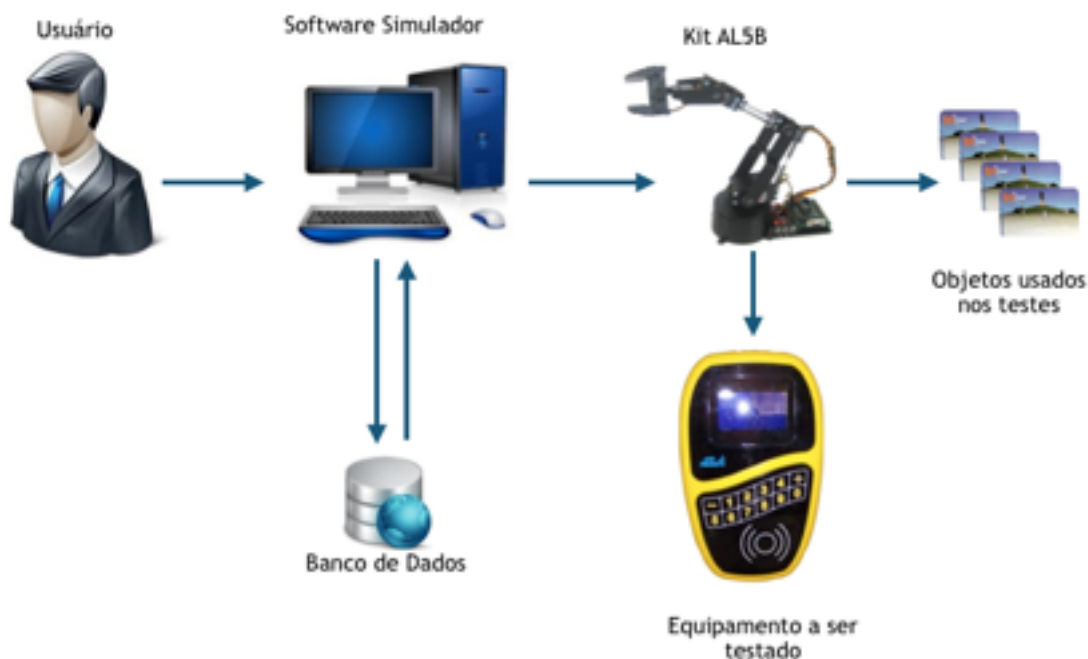 Usuário
Software Simulador
Kit AL5B
Objetos usados
nos testes
Banco de Dados
Equipamento a ser
testado